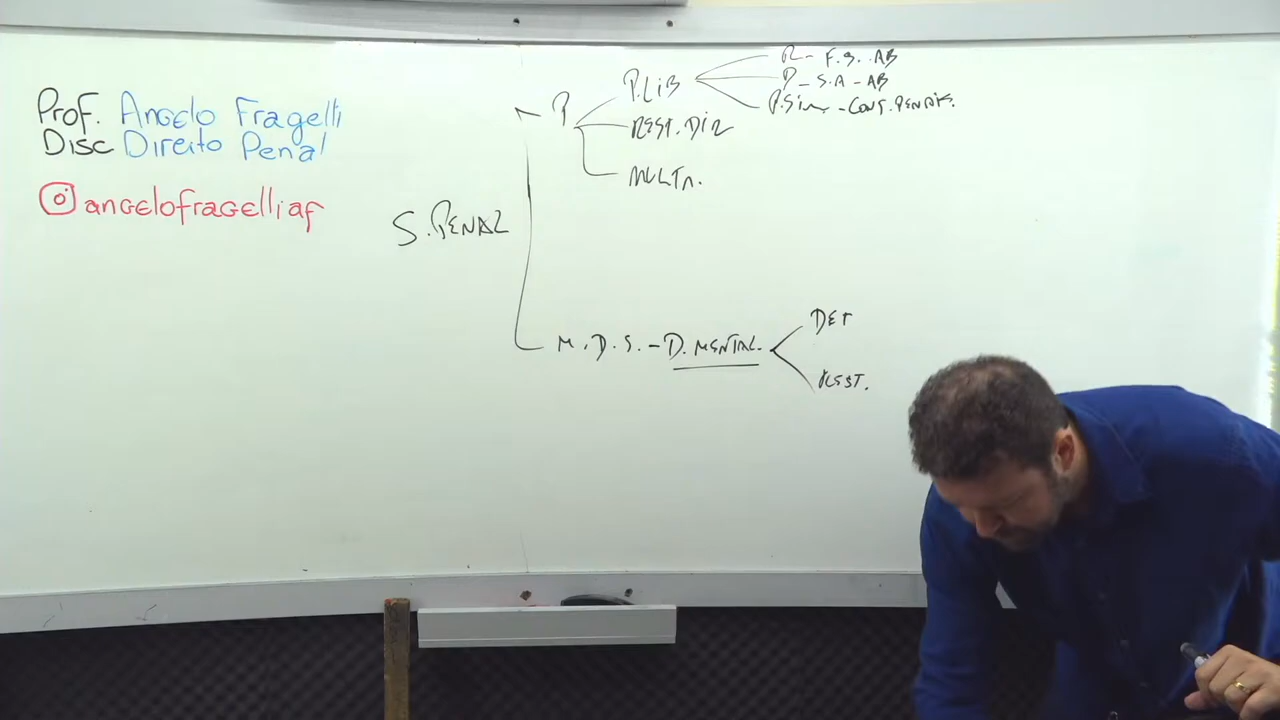 Prof. Angelo Fragelli
Disc Direito Penal
angelofragelliaf
S. PENAL
P
P.LIB
R - F.S. AB
D - S.A - AB
P.Sim - CONT. PENAIS.
REST. DIR
MULTA.
M.D.S. - D. MENTAL.
DET
REST.